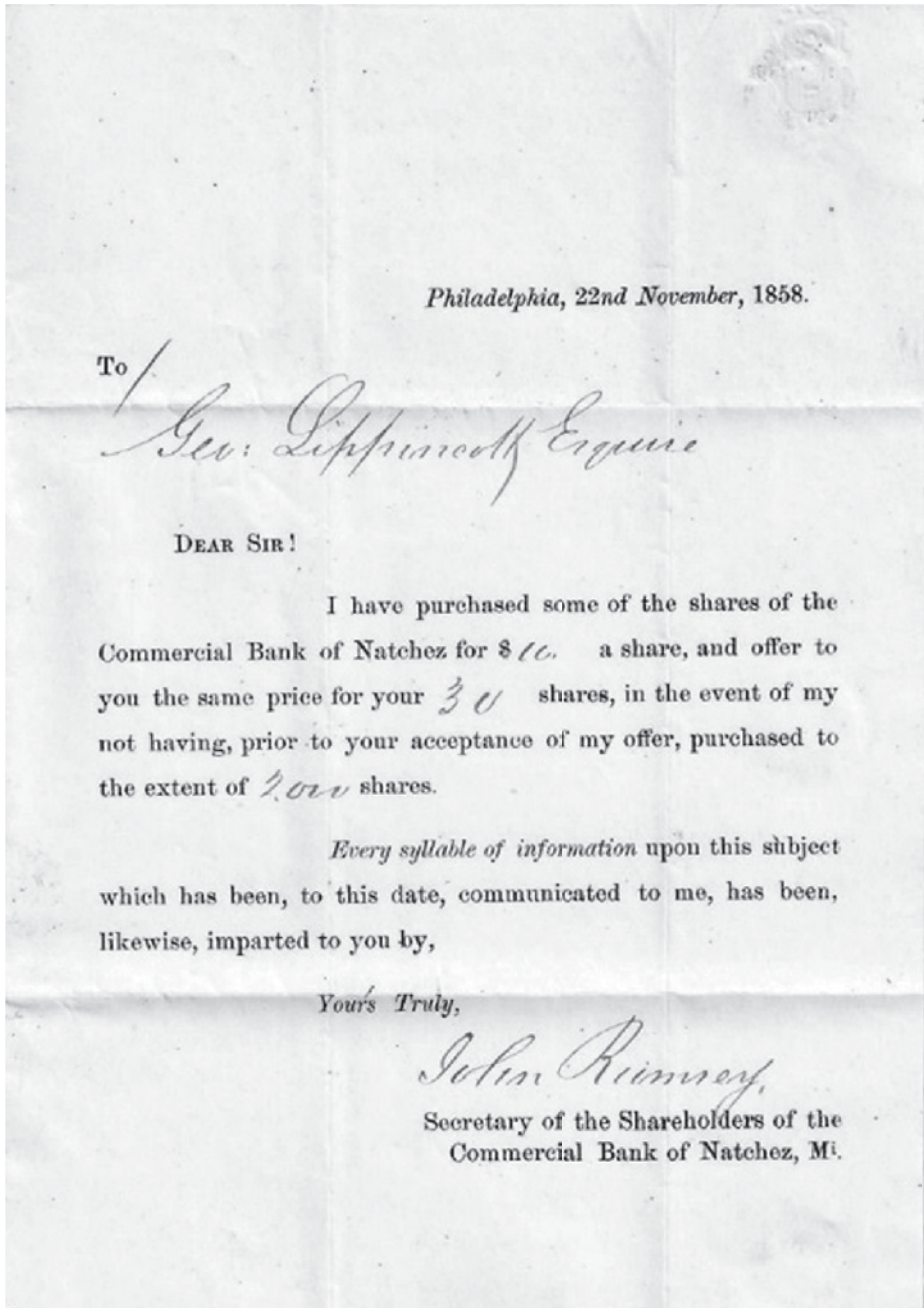 Philadelphia, 22nd November, 1858.
To
Geo: Lippincott Esquire
DEAR SIR!
I have purchased some of the shares of the
Commercial Bank of Natchez for $10. a share, and offer to
you the same price for your 30 shares, in the event of my
not having, prior to your acceptance of my offer, purchased to
the extent of 2000 shares.
Every syllable of information upon this subject
which has been, to this date, communicated to me, has been,
likewise, imparted to you by,
Yours Truly,
John Rumsey.
Secretary of the Shareholders of the
Commercial Bank of Natchez, Mi.